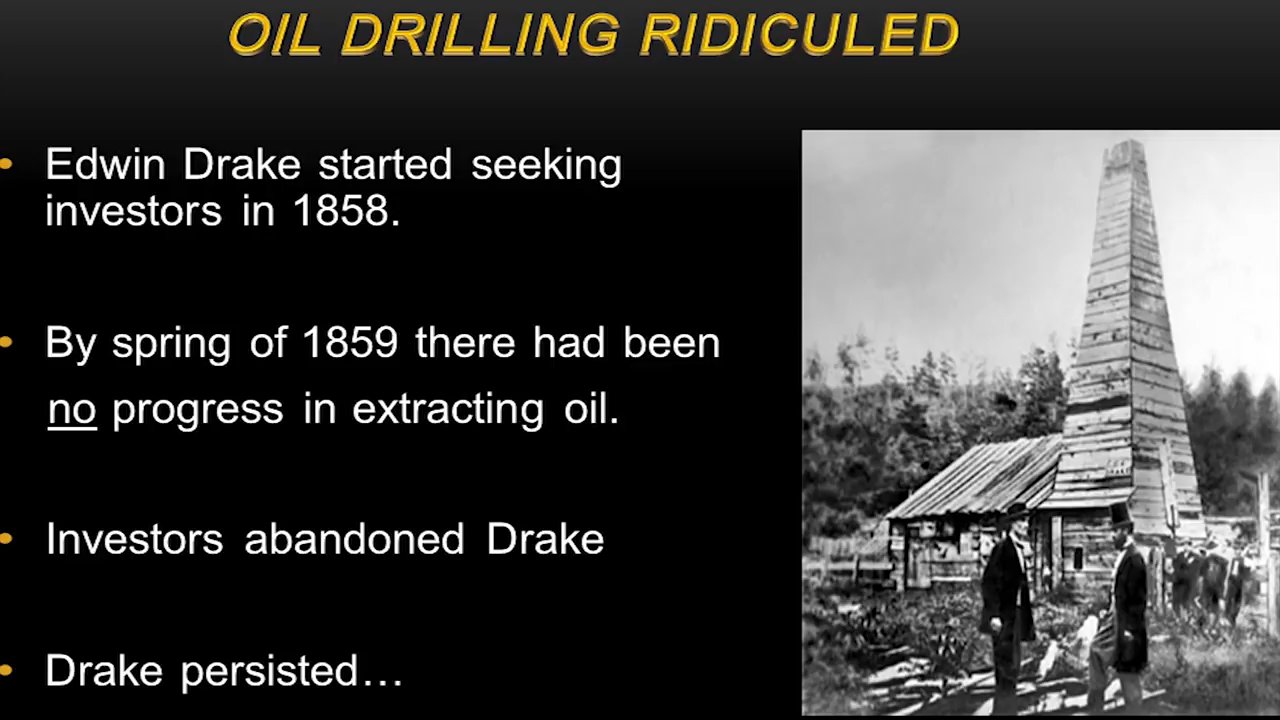 OIL DRILLING RIDICULED
• Edwin Drake started seeking
investors in 1858.
• By spring of 1859 there had been
no progress in extracting oil.
• Investors abandoned Drake
• Drake persisted…